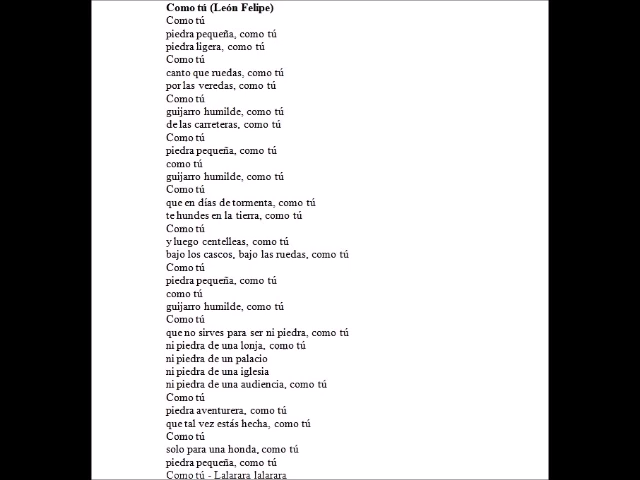 Como tú (León Felipe)
Como tú
piedra pequeña, como tú
piedra ligera, como tú
Como tú
canto que ruedas, como tú
por las veredas, como tú
Como tú
guijarro humilde, como tú
de las carreteras, como tú
Como tú
piedra pequeña, como tú
como tú
guijarro humilde, como tú
Como tú
que en días de tormenta, como tú
te hundes en la tierra, como tú
Como tú
y luego centelleas, como tú
bajo los cascos, bajo las ruedas, como tú
Como tú
piedra pequeña, como tú
como tú
guijarro humilde, como tú
Como tú
que no sirves para ser ni piedra, como tú
ni piedra de una lonja, como tú
ni piedra de un palacio
ni piedra de una iglesia
ni piedra de una audiencia, como tú
Como tú
piedra aventurera, como tú
que tal vez estás hecha, como tú
Como tú
solo para una honda, como tú
piedra pequeña, como tú
Como tú - Lalarara lalarara